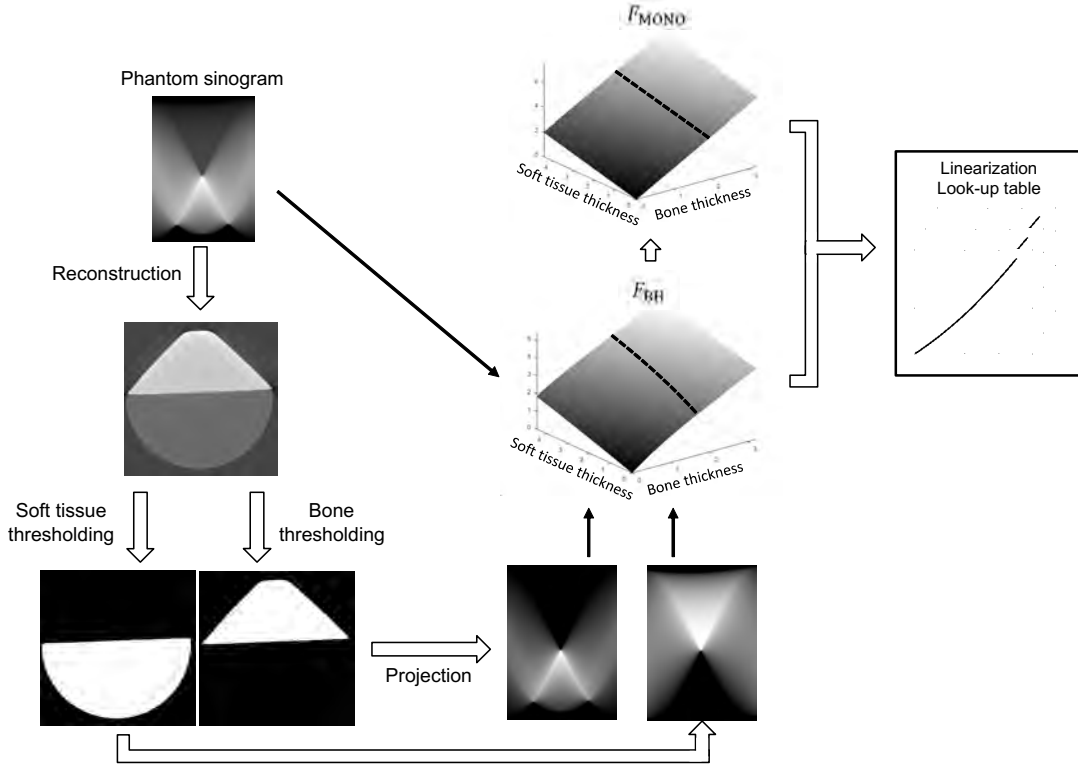 Phantom sinogram
Reconstruction
Soft tissue
thresholding
Bone
thresholding
Projection
F_MONO
Soft tissue thickness
Bone thickness
F_BH
Soft tissue thickness
Bone thickness
Linearization
Look-up table